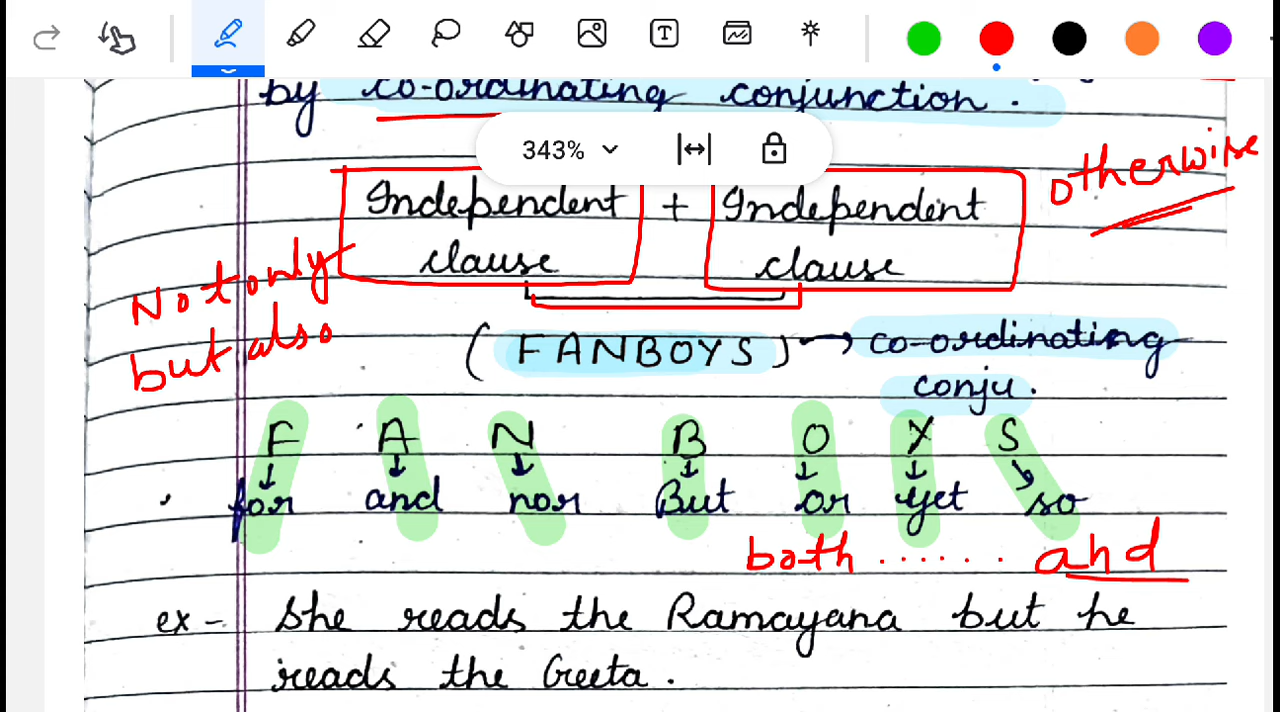 by co-ordinating conjunction.
343%
otherwise
Independent clause + Independent clause
Not only
but also
(FANBOYS) → co-ordinating
conju.
F A N B O Y S
for and nor But or yet so
both ....... and
ex - She reads the Ramayana but he
reads the Geeta.